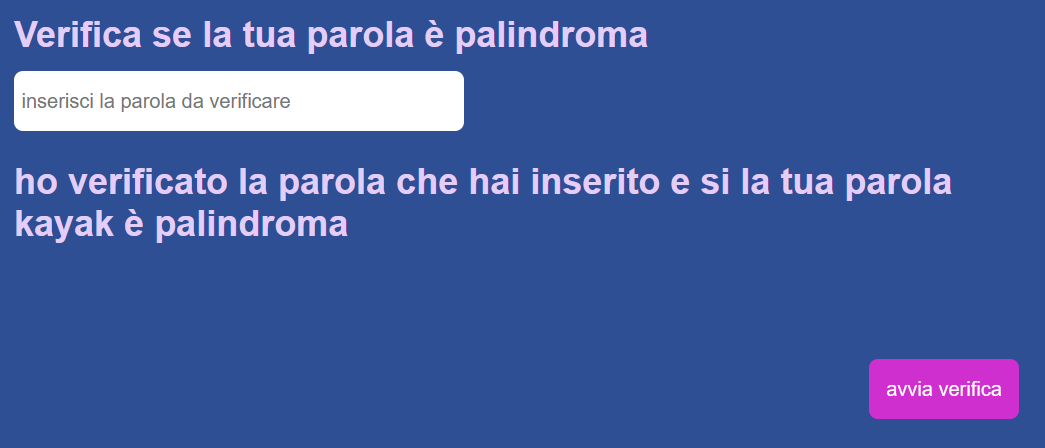 Verifica se la tua parola è palindroma
inserisci la parola da verificare
ho verificato la parola che hai inserito e si la tua parola
kayak è palindroma
avvia verifica